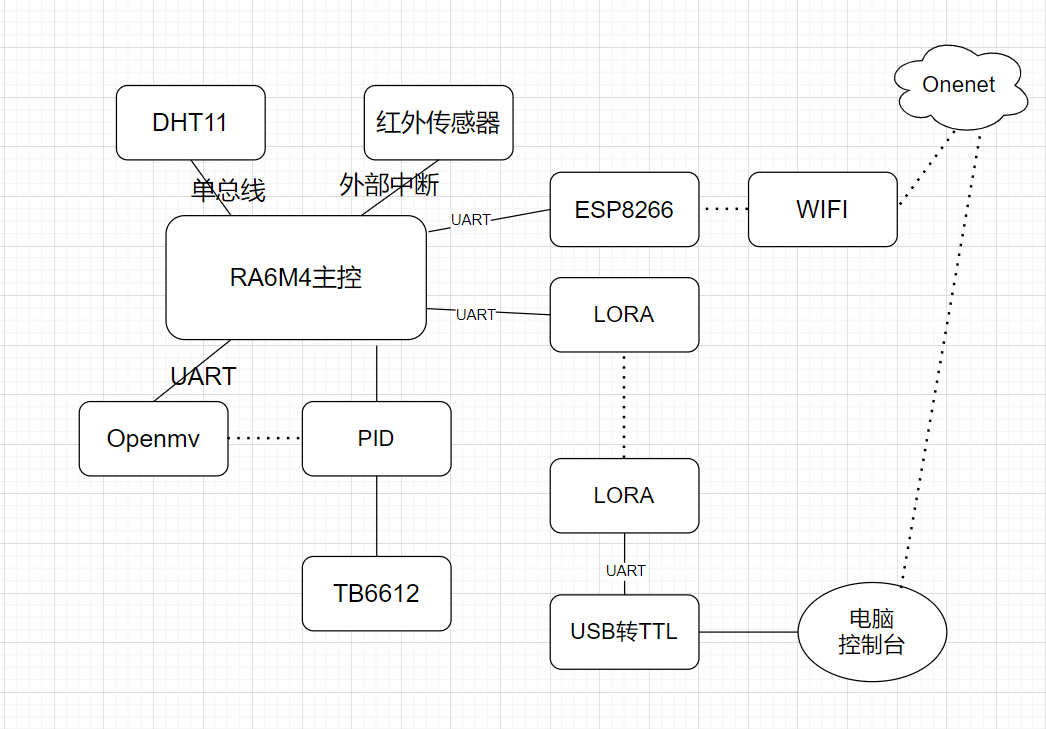 Onenet
DHT11
红外传感器
单总线
外部中断
UART
ESP8266
WIFI
RA6M4主控
UART
LORA
UART
Openmv
PID
LORA
UART
TB6612
USB转TTL
电脑
控制台